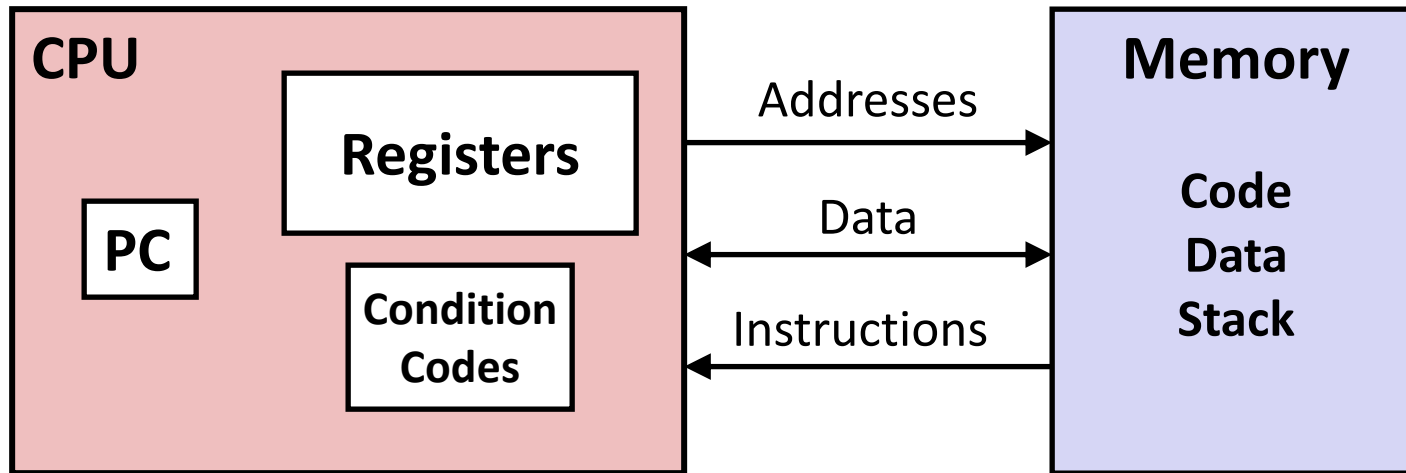 CPU
Registers
PC
Condition
Codes
Addresses
Data
Instructions
Memory
Code
Data
Stack